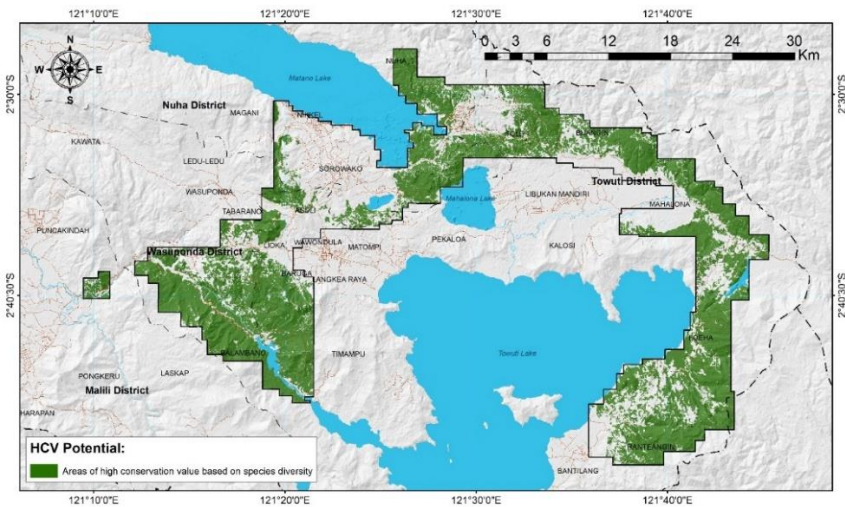 121°10'0"E 121°20'0"E 121°30'0"E 121°40'0"E
N
W E
S
0 3 6 12 18 24 30
Km
NUHA
Matano Lake
2°30'0"S
2°30'0"S
Nuha District
MAGANI
NIKKEL
KAWATA
LEDU-LEDU
SOROWAKO
WASUPONDA
Mahalona Lake
LIBUKAN MANDIRI
Towuti District
TABARANO
MAHALONA
PUNCAKINDAH
LIOKA
WAWONDULA
MATOMPI
PEKALOA
KALOSI
Wasuponda District
BARUGA
LANGKEA RAYA
2°40'30"S
2°40'30"S
BALAMBANO
TIMAMPU
Towuti Lake
PONGKERU
LASKAP
Malili District
HARAPAN
RANTEANGIN
BANTILANG
HCV Potential:
Areas of high conservation value based on species diversity
121°10'0"E 121°20'0"E 121°30'0"E 121°40'0"E